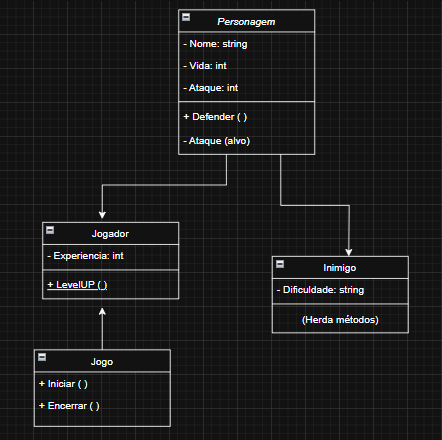 Personagem
- Nome: string
- Vida: int
- Ataque: int
+ Defender ( )
- Ataque (alvo)
Jogador
- Experiencia: int
+ LevelUP ( )
Inimigo
- Dificuldade: string
(Herda métodos)
Jogo
+ Iniciar ( )
+ Encerrar ( )